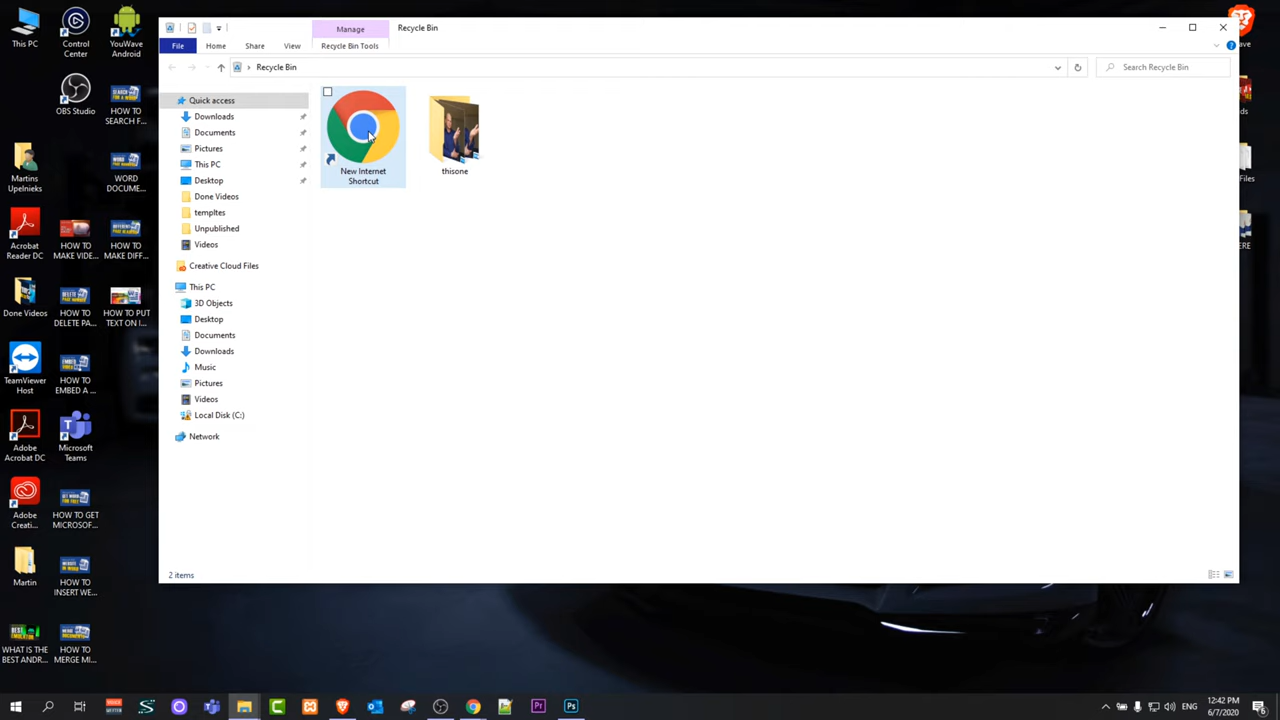 Manage
Recycle Bin
File
Home
Share
View
Recycle Bin Tools
Recycle Bin
Search Recycle Bin
Quick access
Downloads
Documents
Pictures
This PC
Desktop
Done Videos
templtes
Unpublished
Videos
Creative Cloud Files
This PC
3D Objects
Desktop
Documents
Downloads
Music
Pictures
Videos
Local Disk (C:)
Network
New Internet
Shortcut
thisone
2 items
This PC
Control
Center
YouWave
Android
OBS Studio
HOW TO
SEARCH F...
Martins
Upelnieks
WORD
DOCUME...
Acrobat
Reader DC
HOW TO
MAKE VIDE...
HOW TO
MAKE DIFF...
Done Videos
HOW TO
DELETE PA...
HOW TO PUT
TEXT ON I...
TeamViewer
Host
HOW TO
EMBED A ...
Adobe
Acrobat DC
Microsoft
Teams
Adobe
Creati...
HOW TO GET
MICROSOF...
Martin
HOW TO
INSERT WE...
WHAT IS THE
BEST ANDR...
HOW TO
MERGE MI...
Files
ENG
12:42 PM
6/7/2020